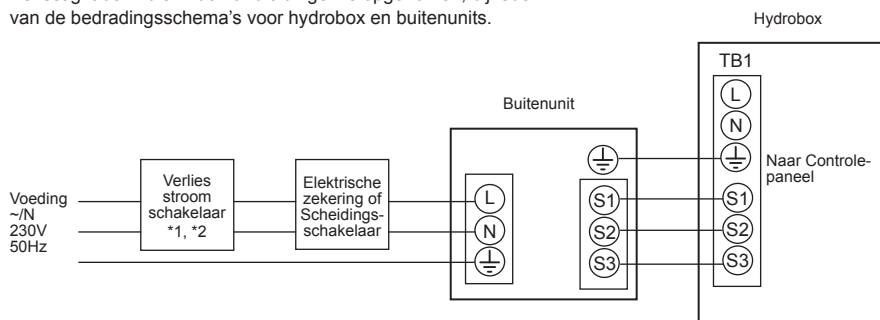 van de bedradingsschema's voor hydrobox en buitenunits.
Hydrobox
TB1
L
N
Naar Controle-
paneel
S1
S2
S3
Buitenunit
L
N
S1
S2
S3
Elektrische
zekering of
Scheidings-
schakelaar
Verlies
stroom
schakelaar
*1, *2
Voeding
~/N
230V
50Hz